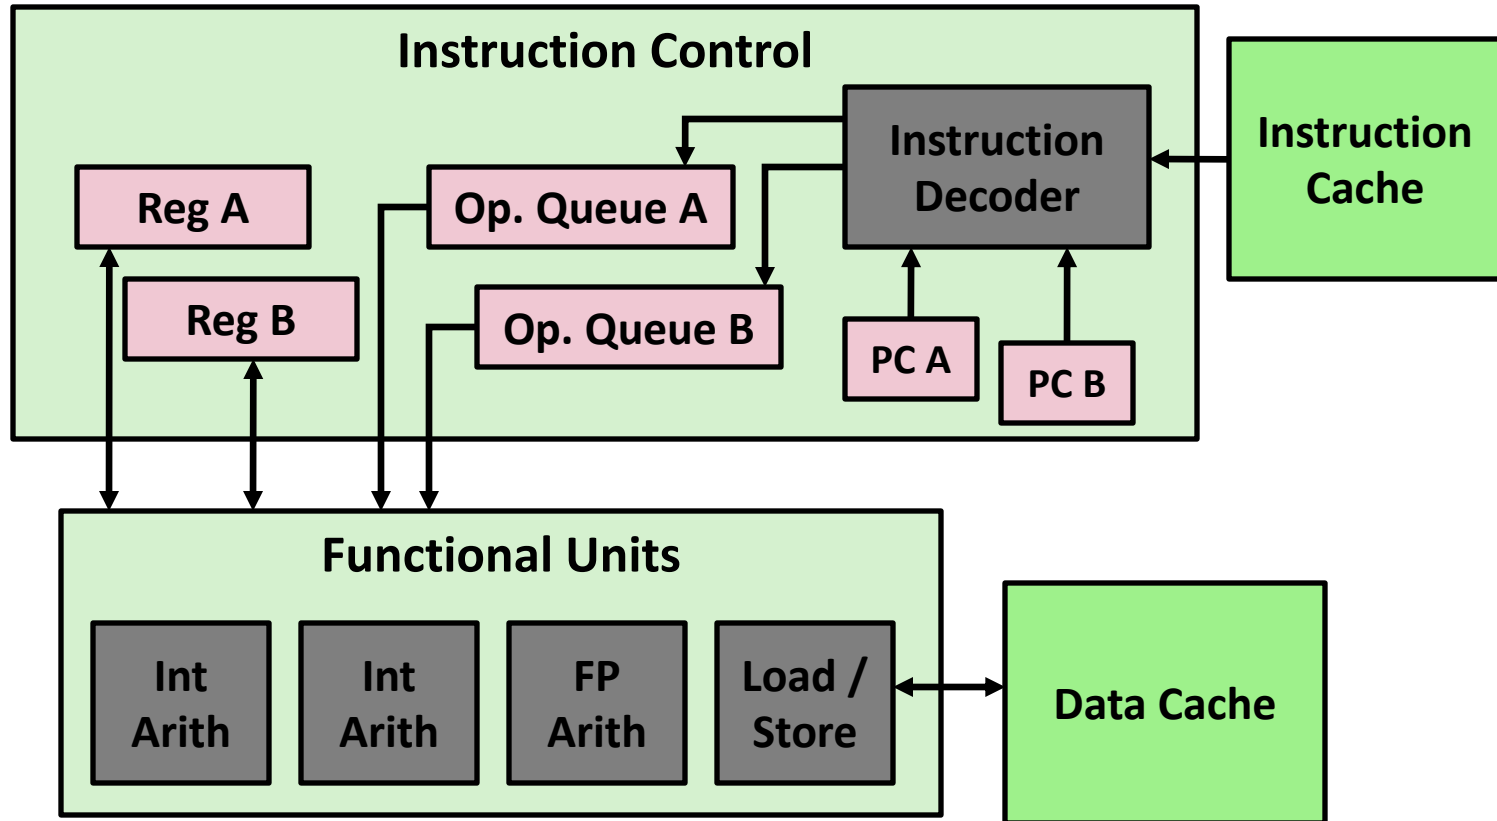 Instruction Control
Instruction
Decoder
Instruction
Cache
Reg A
Op. Queue A
Reg B
Op. Queue B
PC A
PC B
Functional Units
Int
Arith
Int
Arith
FP
Arith
Load /
Store
Data Cache